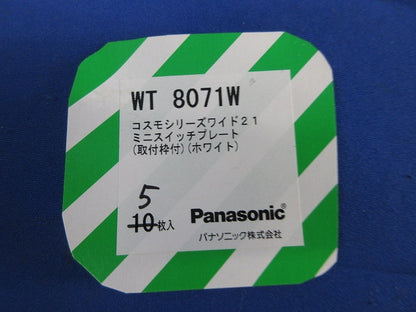 WT 8071W
コスモシリーズワイド21
ミニスイッチプレート
(取付枠付)(ホワイト)
5
10枚入
Panasonic®
パナソニック株式会社